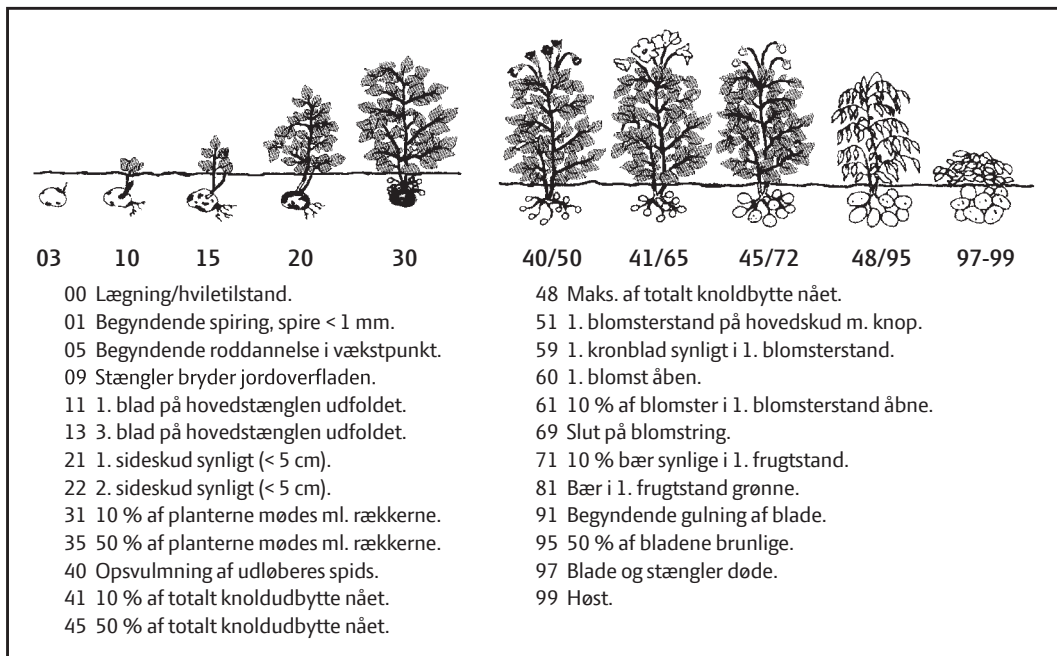 03 10 15 20 30 40/50 41/65 45/72 48/95 97-99
00 Lægning/hviletilstand.
01 Begyndende spiring, spire < 1 mm.
05 Begyndende roddannelse i vækstpunkt.
09 Stængler bryder jordoverfladen.
11 1. blad på hovedstænglen udfoldet.
13 3. blad på hovedstænglen udfoldet.
21 1. sideskud synligt (< 5 cm).
22 2. sideskud synligt (< 5 cm).
31 10 % af planterne mødes ml. rækkerne.
35 50 % af planterne mødes ml. rækkerne.
40 Opsvulmning af udløberes spids.
41 10 % af totalt knoldudbytte nået.
45 50 % af totalt knoldudbytte nået.
48 Maks. af totalt knoldbytte nået.
51 1. blomsterstand på hovedskud m. knop.
59 1. kronblad synligt i 1. blomsterstand.
60 1. blomst åben.
61 10 % af blomster i 1. blomsterstand åbne.
69 Slut på blomstring.
71 10 % bær synlige i 1. frugtstand.
81 Bær i 1. frugtstand grønne.
91 Begyndende gulning af blade.
95 50 % af bladene brunlige.
97 Blade og stængler døde.
99 Høst.